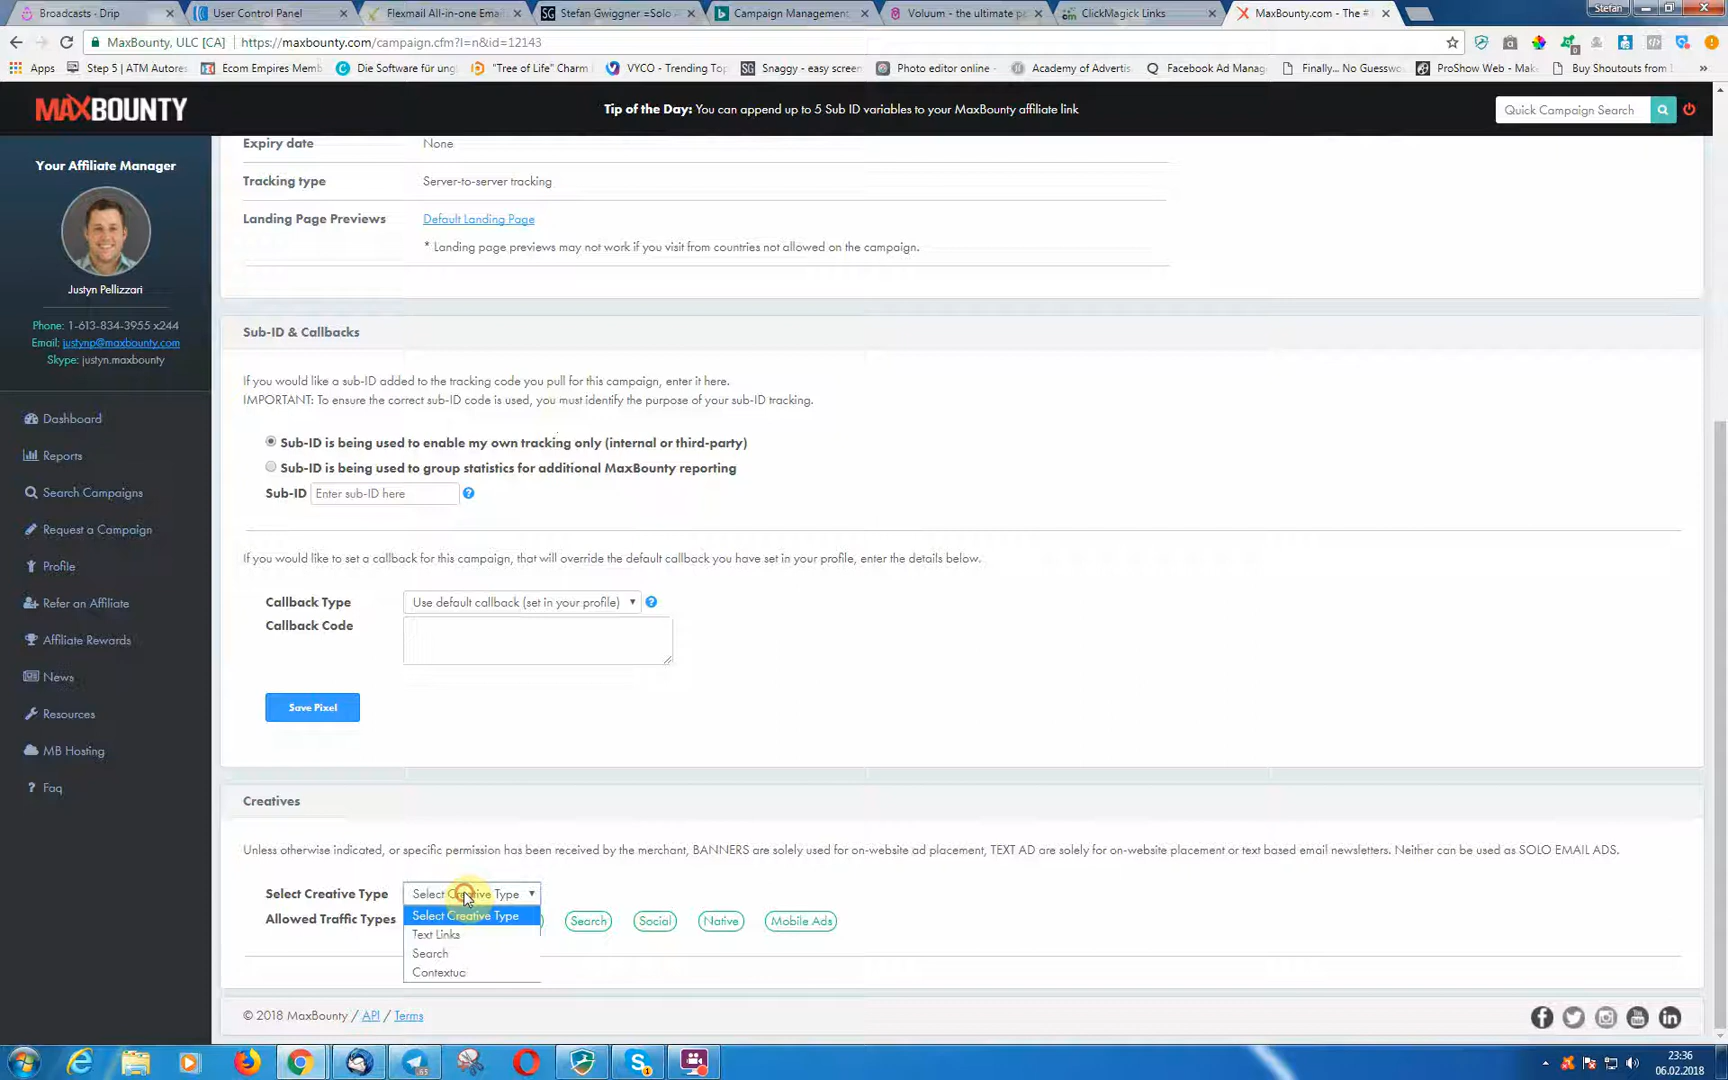 Broadcasts - Drip
User Control Panel
Flexmail All-in-one Emai
Stefan Gwiggner =Solo
Campaign Management
Voluum - the ultimate p
ClickMagick Links
MaxBounty.com - The #
Stefan
MaxBounty, ULC [CA]
https://maxbounty.com/campaign.cfm?l=n&id=12143
Apps
Step 5 | ATM Autores
Ecom Empires Memb
Die Software für ung
"Tree of Life" Charm
VYCO - Trending Top
Snaggy - easy screen
Photo editor online -
Academy of Advertis
Facebook Ad Manag
Finally... No Guesswo
ProShow Web - Mak
Buy Shoutouts from
MAXBOUNTY
Tip of the Day: You can append up to 5 Sub ID variables to your MaxBounty affiliate link
Quick Campaign Search
Your Affiliate Manager
Justyn Pellizzari
Phone: 1-613-834-3955 x244
Email: justynp@maxbounty.com
Skype: justyn.maxbounty
Dashboard
Reports
Search Campaigns
Request a Campaign
Profile
Refer an Affiliate
Affiliate Rewards
News
Resources
MB Hosting
Faq
Expiry date
None
Tracking type
Server-to-server tracking
Landing Page Previews
Default Landing Page
* Landing page previews may not work if you visit from countries not allowed on the campaign.
Sub-ID & Callbacks
If you would like a sub-ID added to the tracking code you pull for this campaign, enter it here.
IMPORTANT: To ensure the correct sub-ID code is used, you must identify the purpose of your sub-ID tracking.
Sub-ID is being used to enable my own tracking only (internal or third-party)
Sub-ID is being used to group statistics for additional MaxBounty reporting
Sub-ID
Enter sub-ID here
If you would like to set a callback for this campaign, that will override the default callback you have set in your profile, enter the details below.
Callback Type
Use default callback (set in your profile)
Callback Code
Save Pixel
Creatives
Unless otherwise indicated, or specific permission has been received by the merchant, BANNERS are solely used for on-website ad placement, TEXT AD are solely for on-website placement or text based email newsletters. Neither can be used as SOLO EMAIL ADS.
Select Creative Type
Select Creative Type
Select Creative Type
Text Links
Search
Contextual
Allowed Traffic Types
Search
Social
Native
Mobile Ads
© 2018 MaxBounty / API / Terms
23:36
06.02.2018